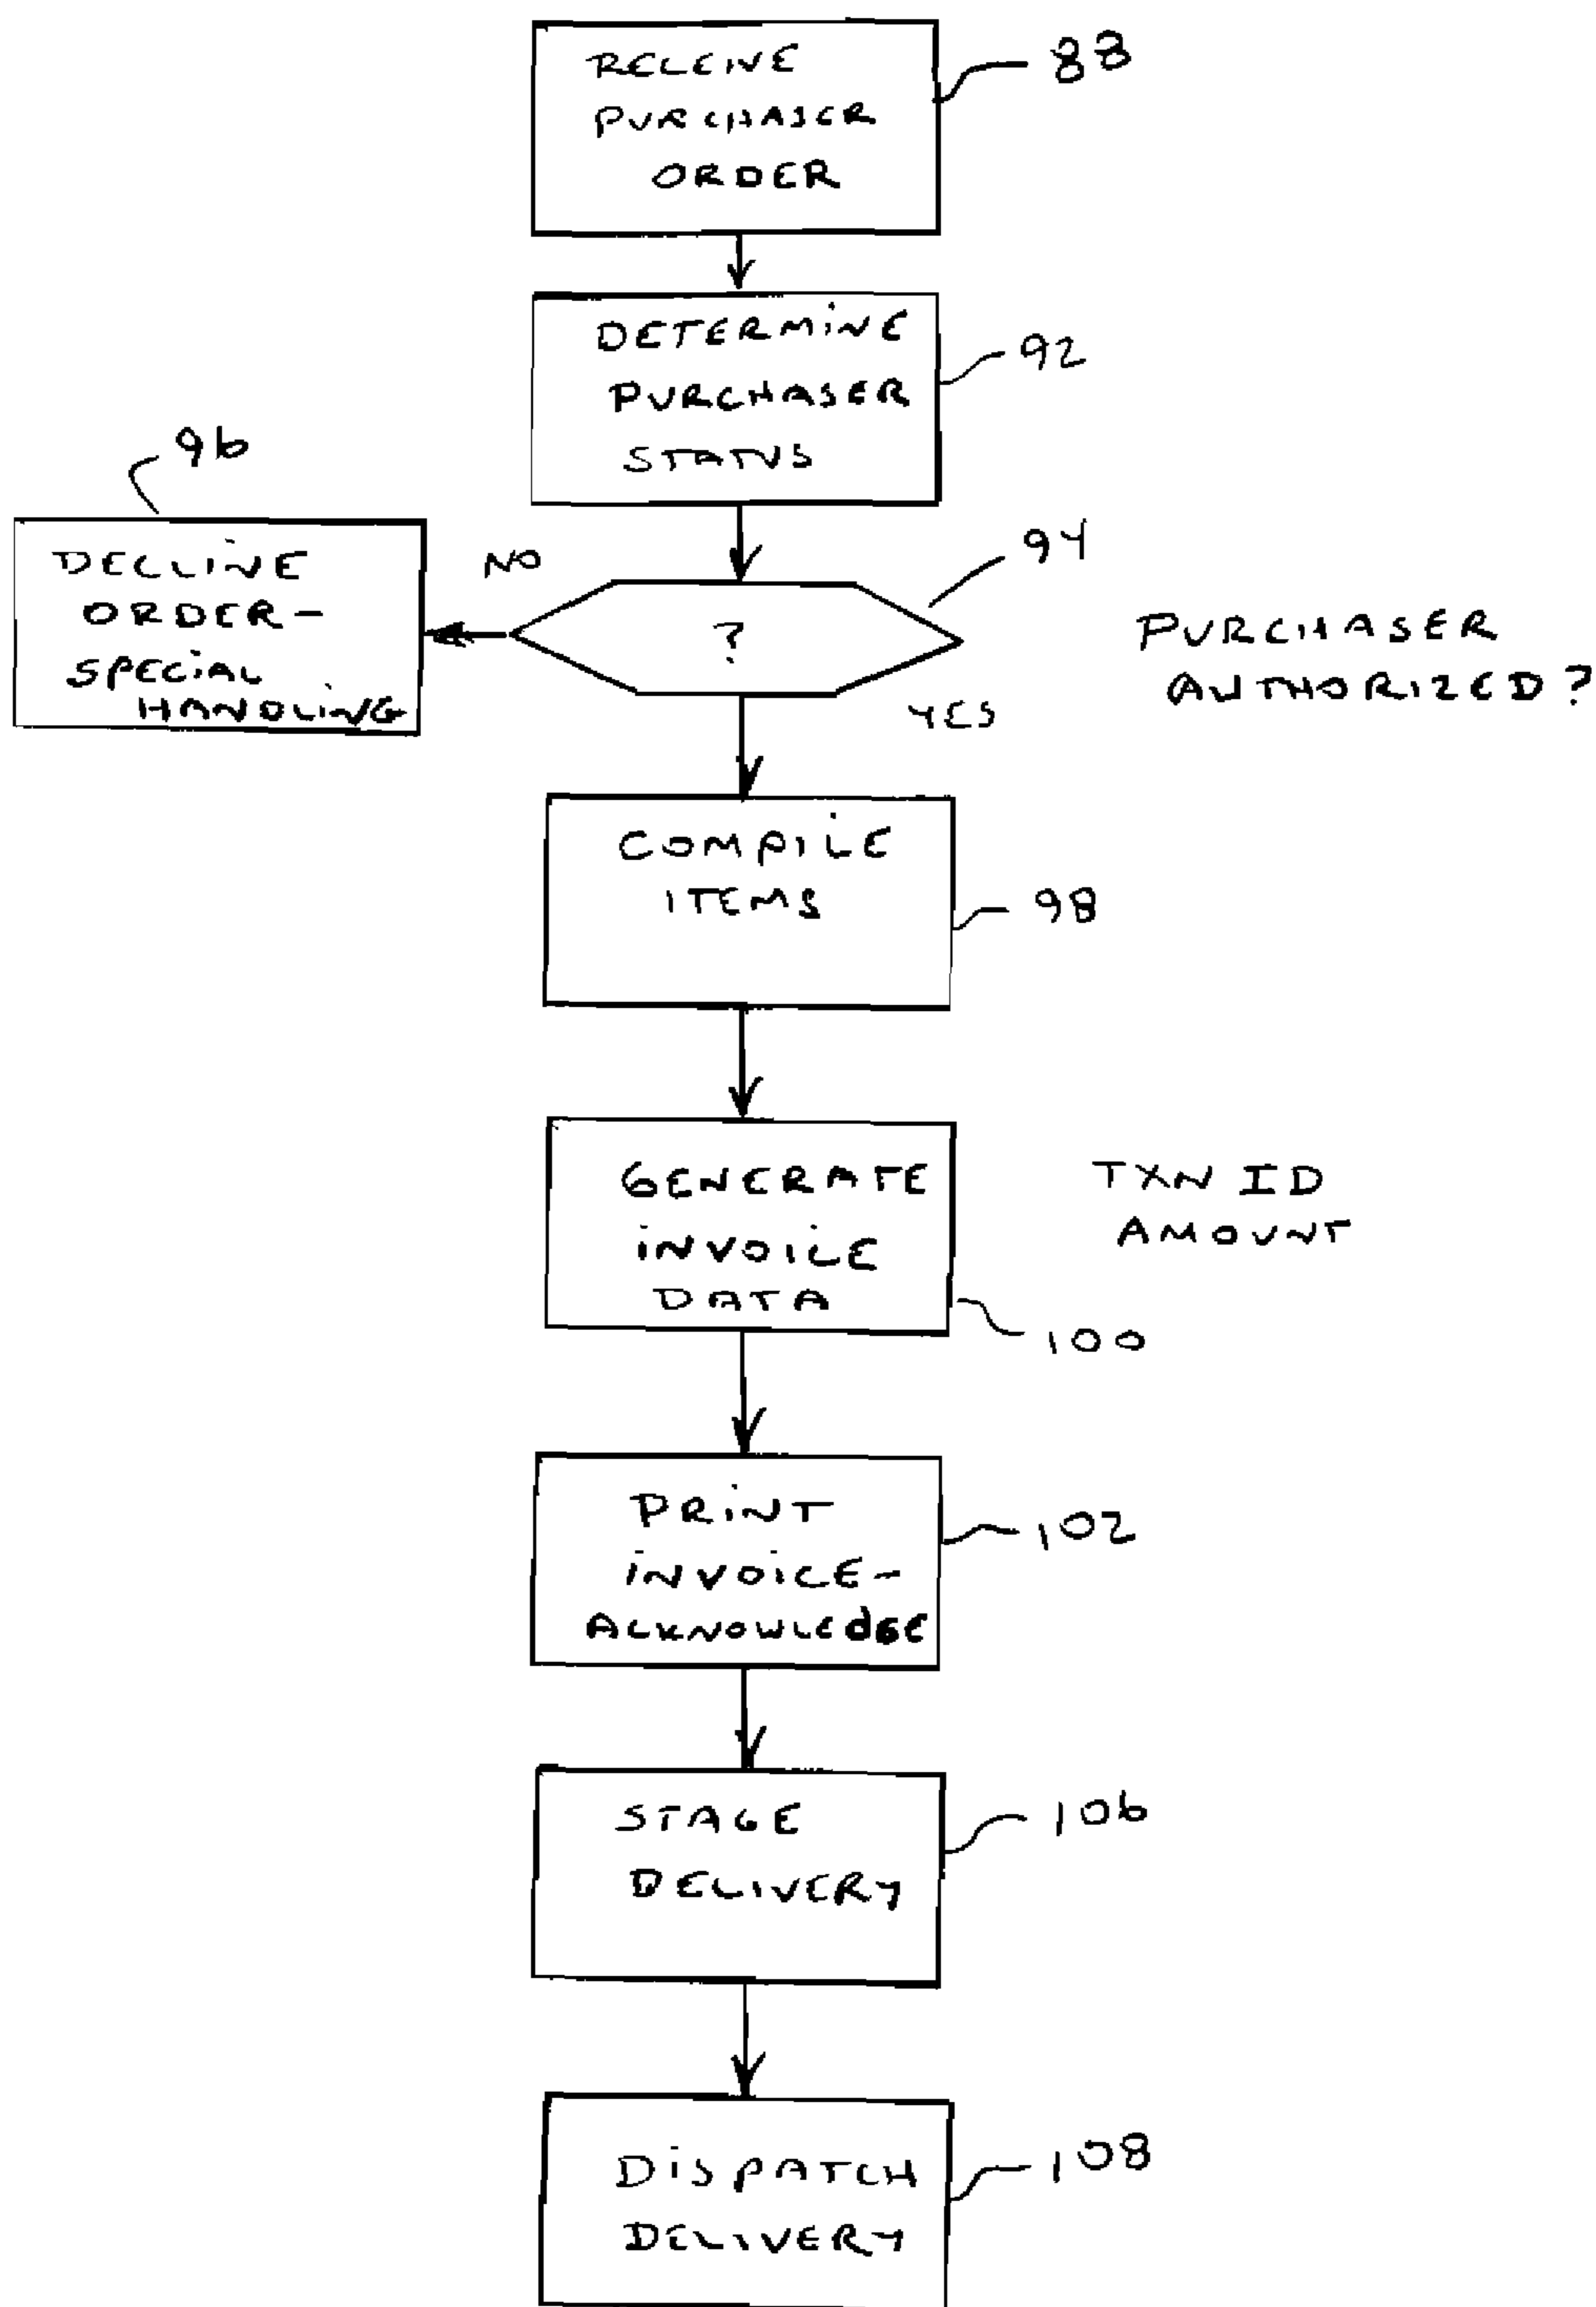 RECEIVE
PURCHASER
ORDER
88
DETERMINE
PURCHASER
STATUS
92
96
DECLINE
ORDER-
SPECIAL
HANDLING
NO
?
94
PURCHASER
AUTHORIZED?
YES
COMPILE
ITEMS
98
GENERATE
INVOICE
DATA
TXN ID
AMOUNT
100
PRINT
INVOICE-
ACKNOWLEdGE
102
STAGE
DELIVERY
106
DISPATCH
DELIVERY
108